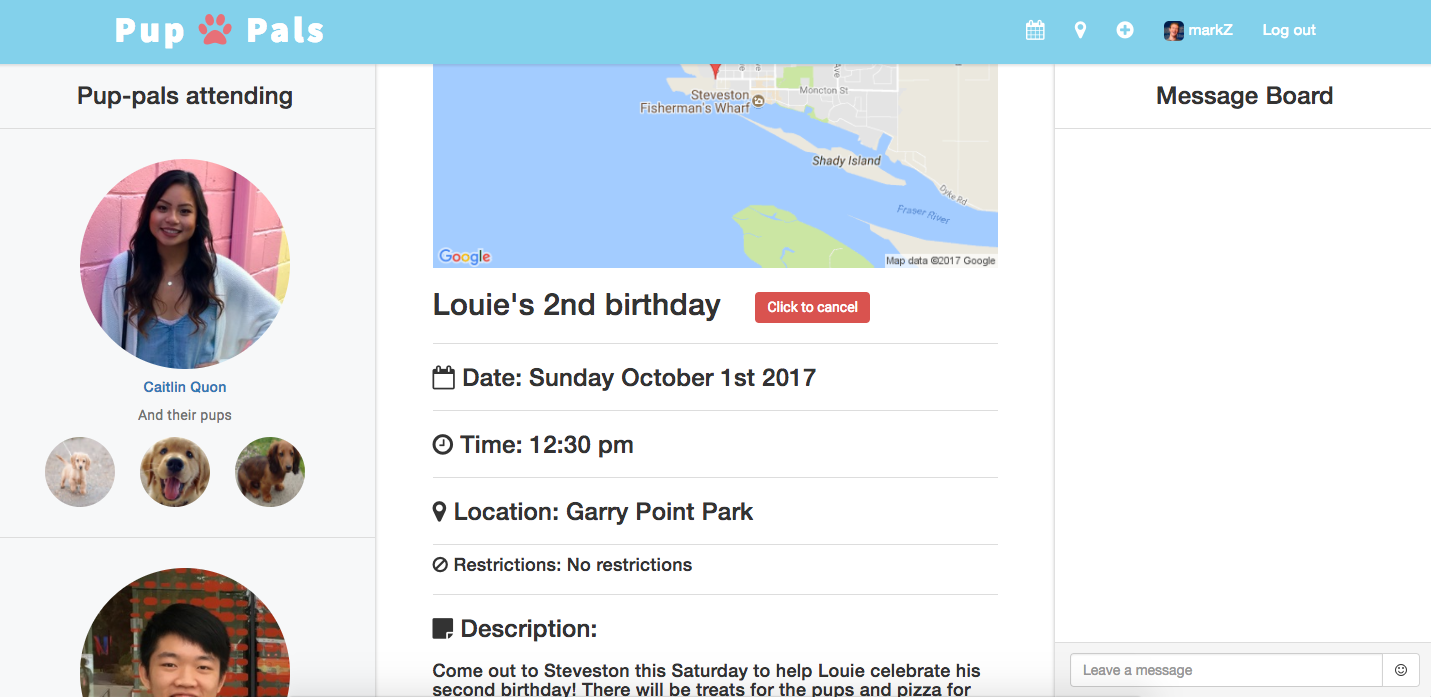 Pup Pals
markZ
Log out
Pup-pals attending
Caitlin Quon
And their pups
Ave
Moncton St
Steveston
Fisherman's Wharf
Shady Island
Dyke Rd
Fraser River
Google
Map data ©2017 Google
Louie's 2nd birthday
Click to cancel
Date: Sunday October 1st 2017
Time: 12:30 pm
Location: Garry Point Park
Restrictions: No restrictions
Description:
Come out to Steveston this Saturday to help Louie celebrate his
second birthday! There will be treats for the pups and pizza for
Message Board
Leave a message